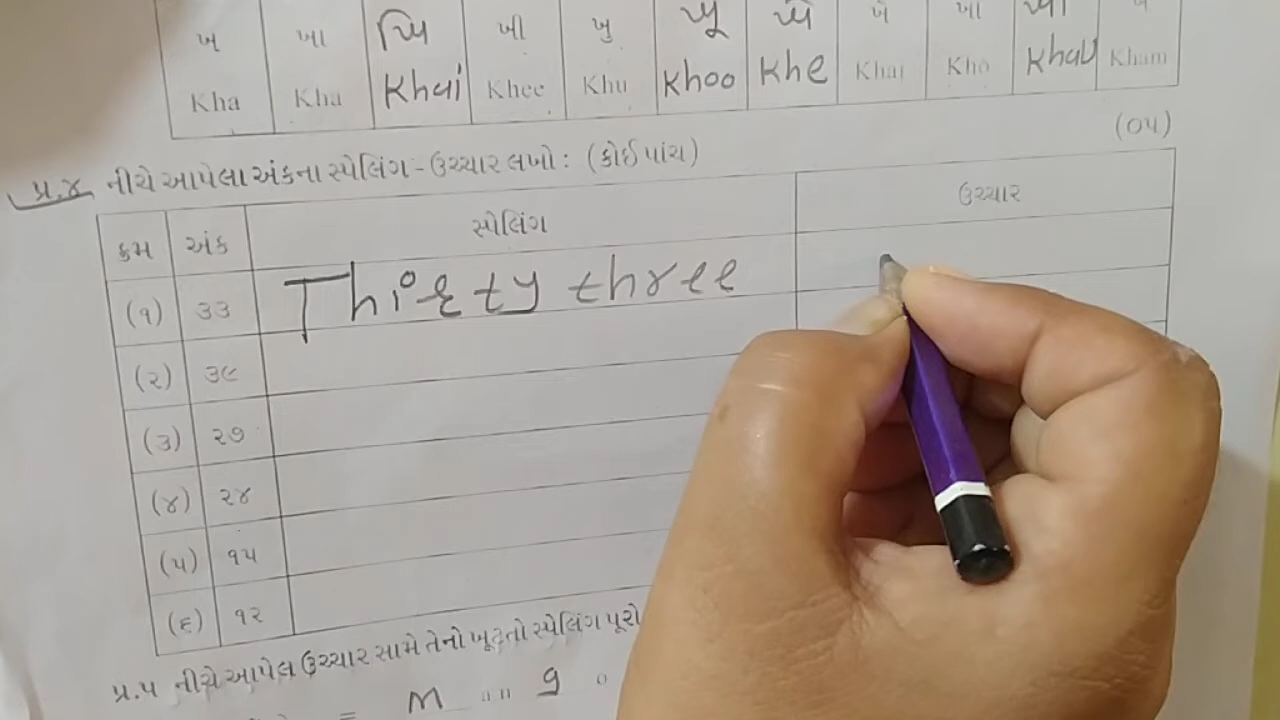 ખ ખા ખિ ખી ખુ ખૂ ખે ખૈ ખો ખૌ ખં
Kha Kha Khai Khee Khu Khoo Khe Khai Kho Khau Kham
(૦૫)
પ્ર.૪ નીચે આપેલા અંકના સ્પેલિંગ - ઉચ્ચાર લખો : (કોઈ પાંચ)
ક્રમ અંક સ્પેલિંગ ઉચ્ચાર
(૧) ૩૩ Thirty three
(૨) ૩૯
(૩) ૨૭
(૪) ૨૪
(૫) ૧૫
(૬) ૧૨
પ્ર.૫ નીચે આપેલ ઉચ્ચાર સામે તેનો ખૂટતો સ્પેલિંગ પૂરો
= m g